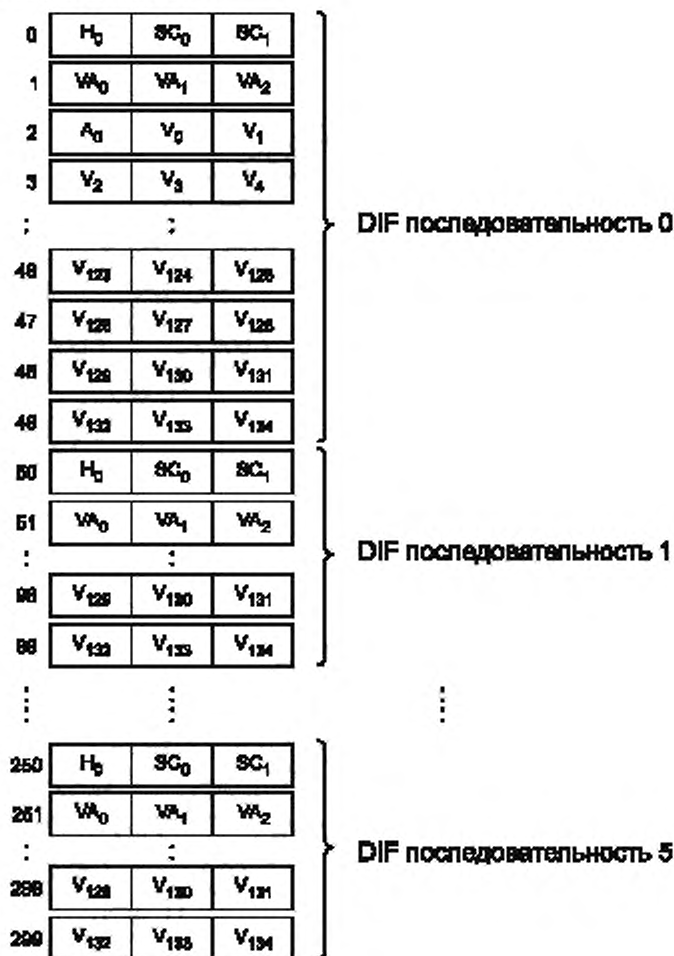 0 H₀ SC₀ SC₁
1 VA₀ VA₁ VA₂
2 A₀ V₀ V₁
3 V₂ V₃ V₄
: : DIF последовательность 0
46 V₁₂₃ V₁₂₄ V₁₂₅
47 V₁₂₆ V₁₂₇ V₁₂₈
48 V₁₂₉ V₁₃₀ V₁₃₁
49 V₁₃₂ V₁₃₃ V₁₃₄
50 H₀ SC₀ SC₁
51 VA₀ VA₁ VA₂
: : DIF последовательность 1
98 V₁₂₉ V₁₃₀ V₁₃₁
99 V₁₃₂ V₁₃₃ V₁₃₄
250 H₀ SC₀ SC₁
251 VA₀ VA₁ VA₂
: : DIF последовательность 5
298 V₁₂₉ V₁₃₀ V₁₃₁
299 V₁₃₂ V₁₃₃ V₁₃₄